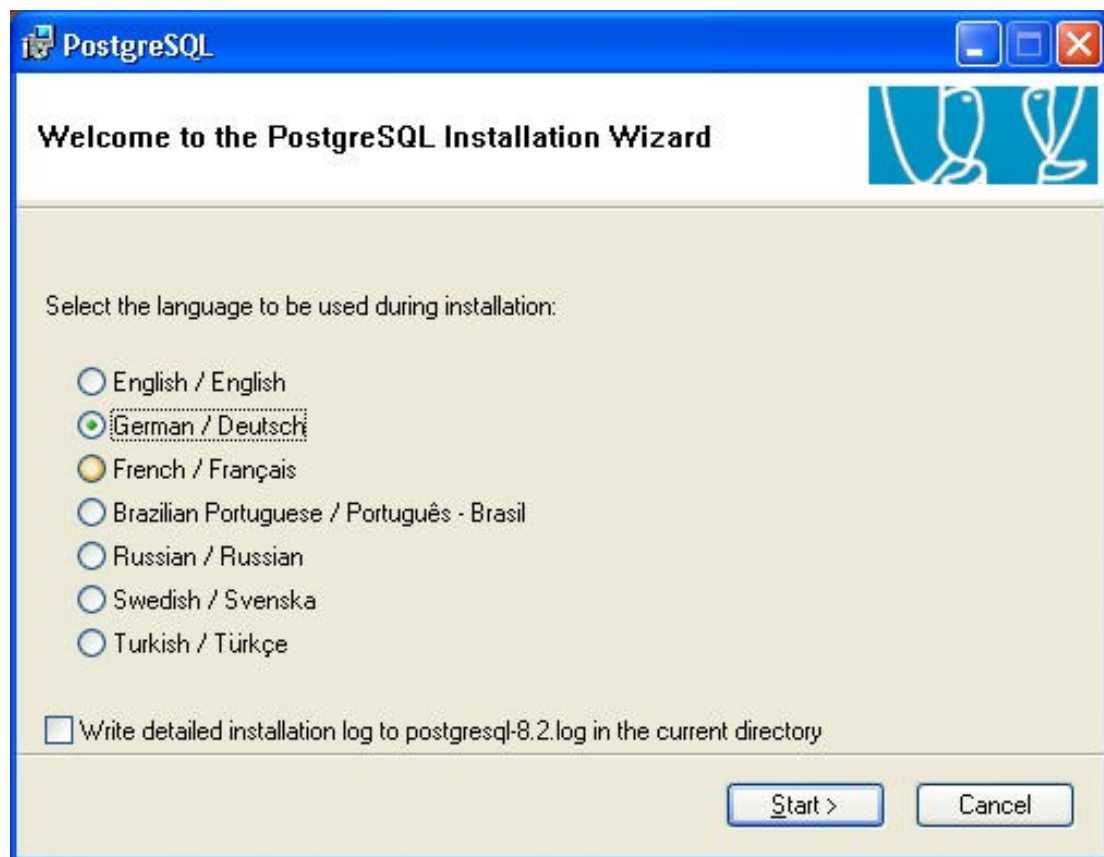 PostgreSQL
Welcome to the PostgreSQL Installation Wizard
Select the language to be used during installation:
English / English
German / Deutsch
French / Français
Brazilian Portuguese / Português - Brasil
Russian / Russian
Swedish / Svenska
Turkish / Türkçe
Write detailed installation log to postgresql-8.2.log in the current directory
Start >
Cancel